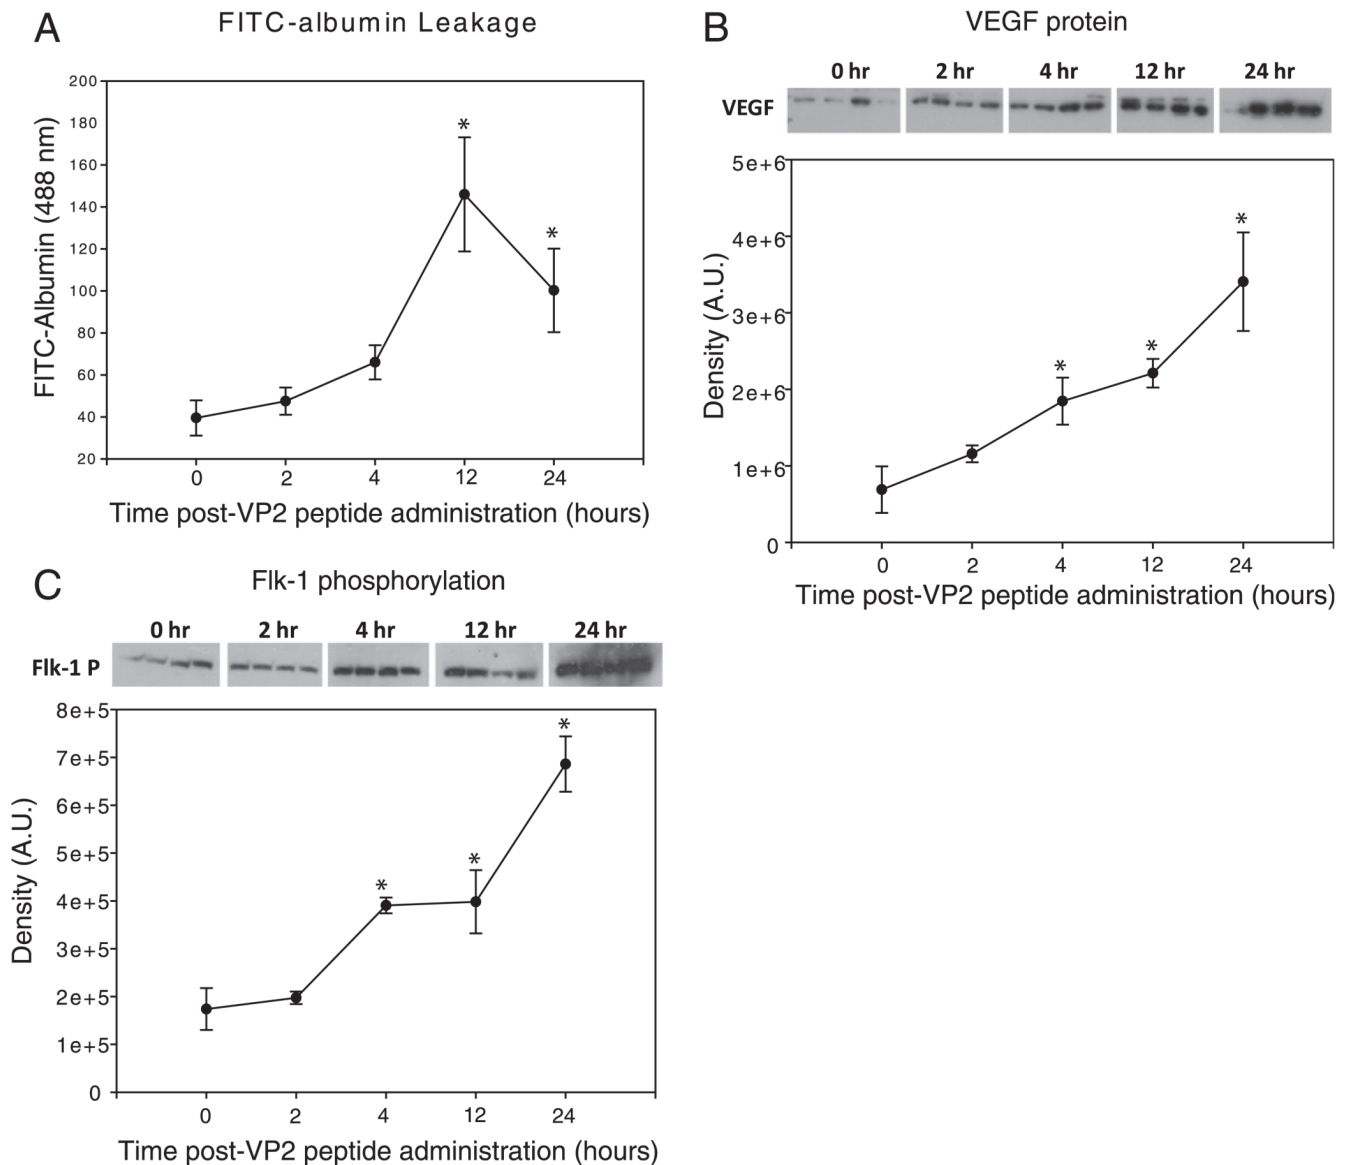 A
FITC-albumin Leakage
200
180
160
140
120
100
80
60
40
20
FITC-Albumin (488 nm)
*
*
0 2 4 12 24
Time post-VP2 peptide administration (hours)
B
VEGF protein
0 hr 2 hr 4 hr 12 hr 24 hr
VEGF
5e+6
4e+6
3e+6
2e+6
1e+6
0
Density (A.U.)
*
*
*
0 2 4 12 24
Time post-VP2 peptide administration (hours)
C
Flk-1 phosphorylation
0 hr 2 hr 4 hr 12 hr 24 hr
Flk-1 P
8e+5
7e+5
6e+5
5e+5
4e+5
3e+5
2e+5
1e+5
0
Density (A.U.)
*
*
*
0 2 4 12 24
Time post-VP2 peptide administration (hours)